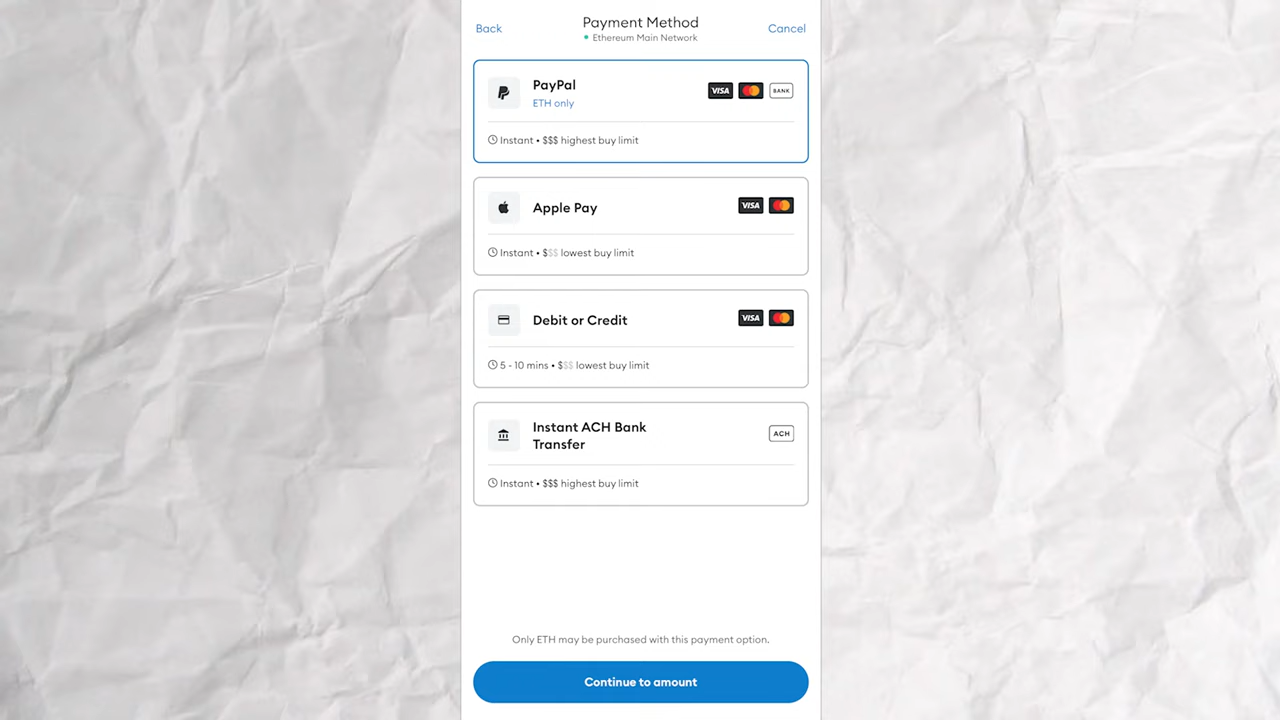 Back
Payment Method
Cancel
Ethereum Main Network
PayPal
VISA
BANK
ETH only
Instant • $$$ highest buy limit
Apple Pay
VISA
Instant • $$$ lowest buy limit
Debit or Credit
VISA
5 - 10 mins • $$$ lowest buy limit
Instant ACH Bank
Transfer
ACH
Instant • $$$ highest buy limit
Only ETH may be purchased with this payment option.
Continue to amount